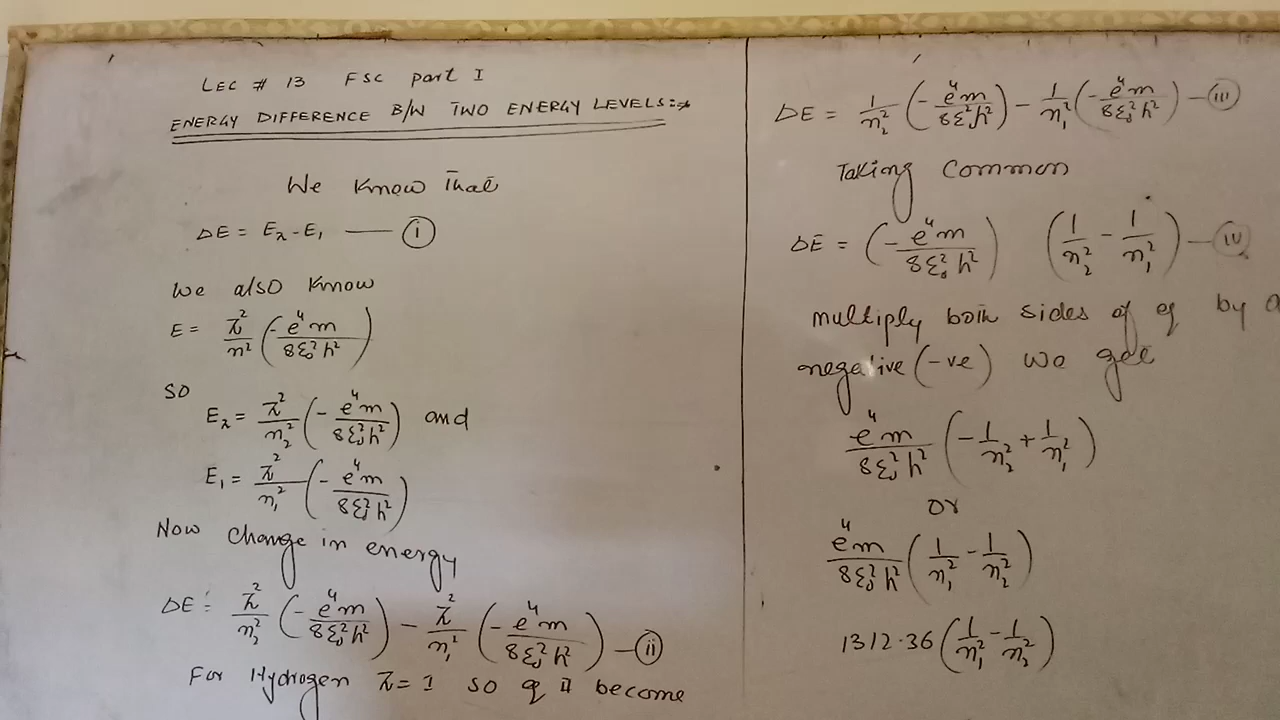 LEC # 13 FSC part I
ENERGY DIFFERENCE B/W TWO ENERGY LEVELS:⇒
We Know That
ΔE = E₂ - E₁ — (i)
We also Know
E = Z²/n² (-e⁴m/8ε₀²h²)
so
E₂ = Z²/n₂² (-e⁴m/8ε₀²h²) and
E₁ = Z²/n₁² (-e⁴m/8ε₀²h²)
Now change in energy
ΔE = Z²/n₂² (-e⁴m/8ε₀²h²) - Z²/n₁² (-e⁴m/8ε₀²h²) — (ii)
For Hydrogen Z = 1 so eq II become
ΔE = 1/n₂² (-e⁴m/8ε₀²h²) - 1/n₁² (-e⁴m/8ε₀²h²) — (iii)
Taking Common
ΔE = (-e⁴m/8ε₀²h²) (1/n₂² - 1/n₁²) — (iv)
multiply both sides of eq by a
negative (-ve) we get
e⁴m/8ε₀²h² (-1/n₂² + 1/n₁²)
or
e⁴m/8ε₀²h² (1/n₁² - 1/n₂²)
1312.36 (1/n₁² - 1/n₂²)